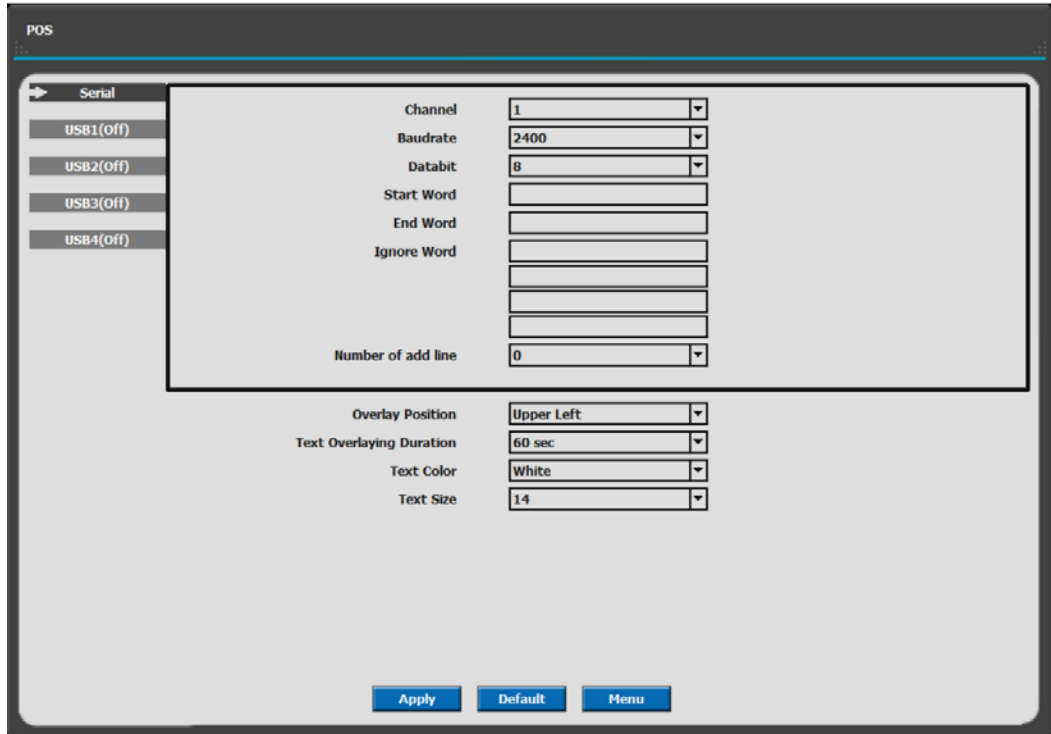 POS
Serial
USB1(Off)
USB2(Off)
USB3(Off)
USB4(Off)
Channel 1
Baudrate 2400
Databit 8
Start Word
End Word
Ignore Word
Number of add line 0
Overlay Position Upper Left
Text Overlaying Duration 60 sec
Text Color White
Text Size 14
Apply Default Menu